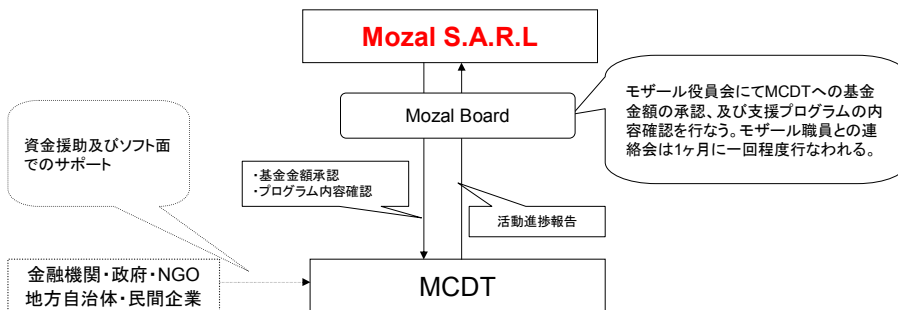 Mozal S.A.R.L
Mozal Board
モザール役員会にてMCDTへの基金
金額の承認、及び支援プログラムの内
容確認を行なう。モザール職員との連
絡会は1ヶ月に一回程度行なわれる。
資金援助及びソフト面
でのサポート
・基金金額承認
・プログラム内容確認
活動進捗報告
金融機関・政府・NGO
地方自治体・民間企業
MCDT